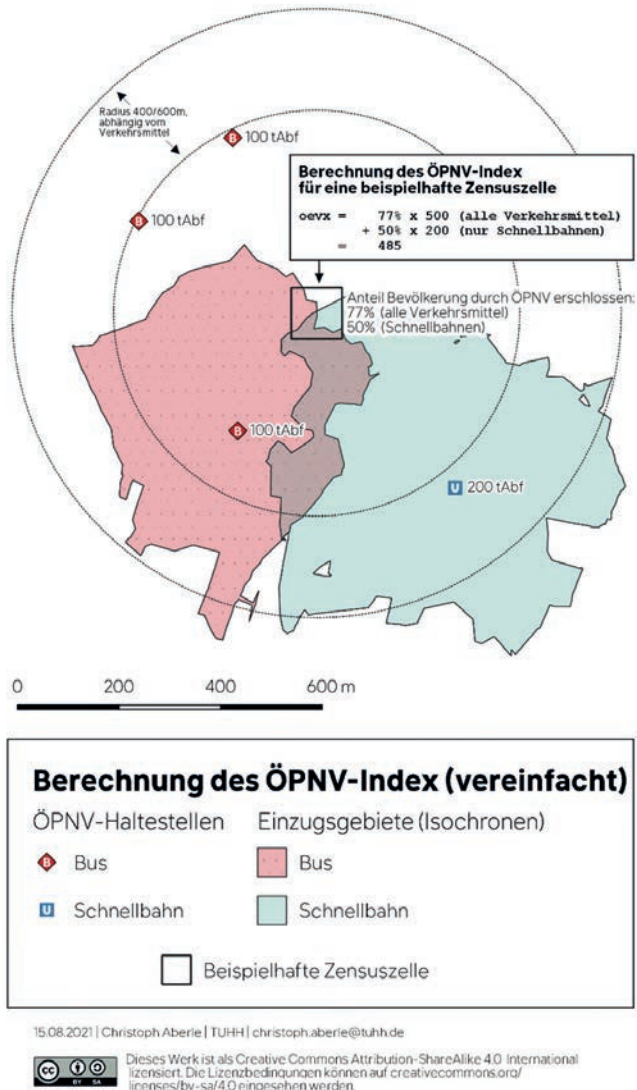 Radius 400/600m,
abhängig vom
Verkehrsmittel
B 100 tAbf
B 100 tAbf
Berechnung des ÖPNV-Index
für eine beispielhafte Zensuszelle
oevx = 77% x 500 (alle Verkehrsmittel)
+ 50% x 200 (nur Schnellbahnen)
= 485
Anteil Bevölkerung durch ÖPNV erschlossen:
77% (alle Verkehrsmittel)
50% (Schnellbahnen)
B 100 tAbf
U 200 tAbf
0 200 400 600 m
Berechnung des ÖPNV-Index (vereinfacht)
ÖPNV-Haltestellen Einzugsgebiete (Isochronen)
B Bus Bus
U Schnellbahn Schnellbahn
Beispielhafte Zensuszelle
15.08.2021 | Christoph Aberle | TUHH | christoph.aberle@tuhh.de
cc BY SA
Dieses Werk ist als Creative Commons Attribution-ShareAlike 4.0 International
lizensiert. Die Lizenzbedingungen können auf creativecommons.org/
licenses/by-sa/4.0 eingesehen werden.